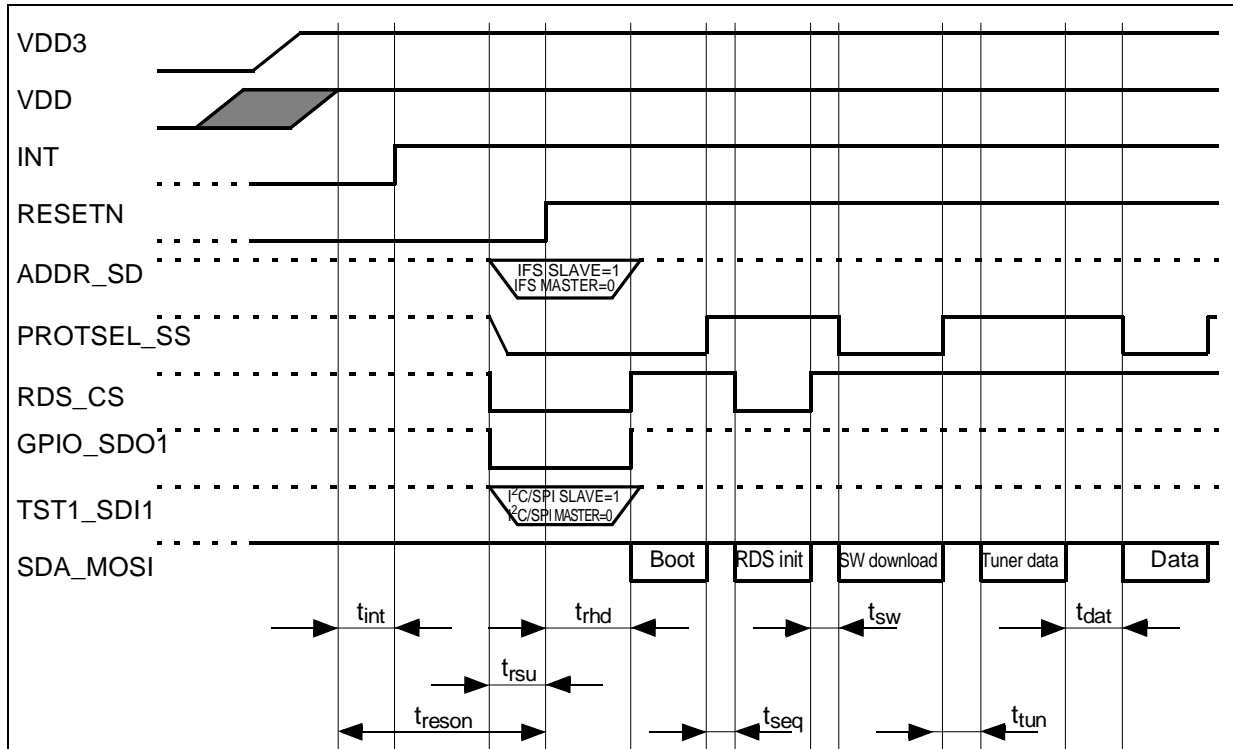 VDD3
VDD
INT
RESETN
ADDR_SD
IFS SLAVE=1
IFS MASTER=0
PROTSEL_SS
RDS_CS
GPIO_SDO1
TST1_SDI1
I²C/SPI SLAVE=1
I²C/SPI MASTER=0
SDA_MOSI
Boot RDS init SW download Tuner data Data
tint trhd tsw tdat
trsu
treson tseq ttun